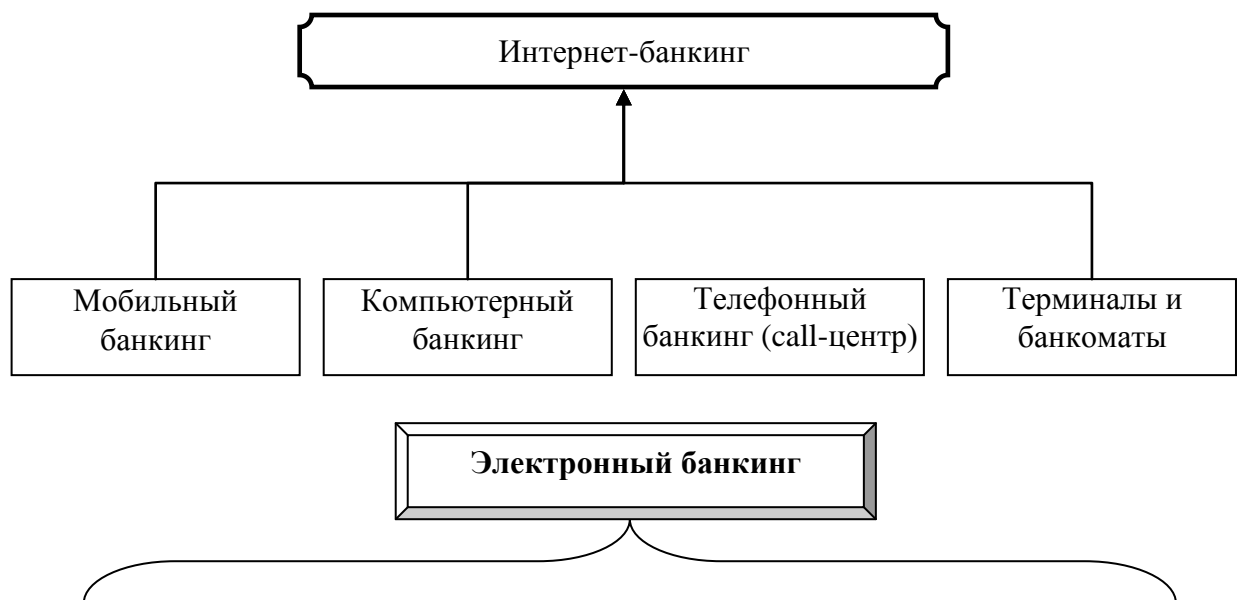 Интернет-банкинг
Мобильный
банкинг
Компьютерный
банкинг
Телефонный
банкинг (call-центр)
Терминалы и
банкоматы
Электронный банкинг